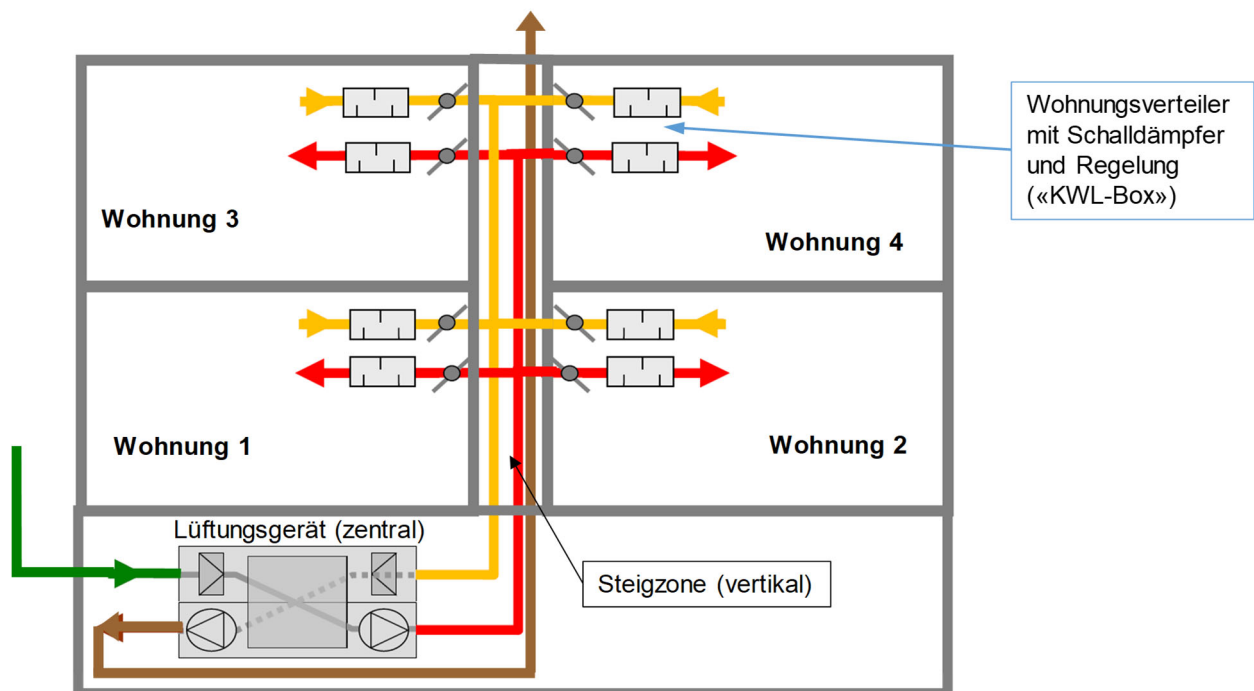 Wohnungsverteiler
mit Schalldämpfer
und Regelung
(«KWL-Box»)
Wohnung 3
Wohnung 4
Wohnung 1
Wohnung 2
Lüftungsgerät (zentral)
Steigzone (vertikal)